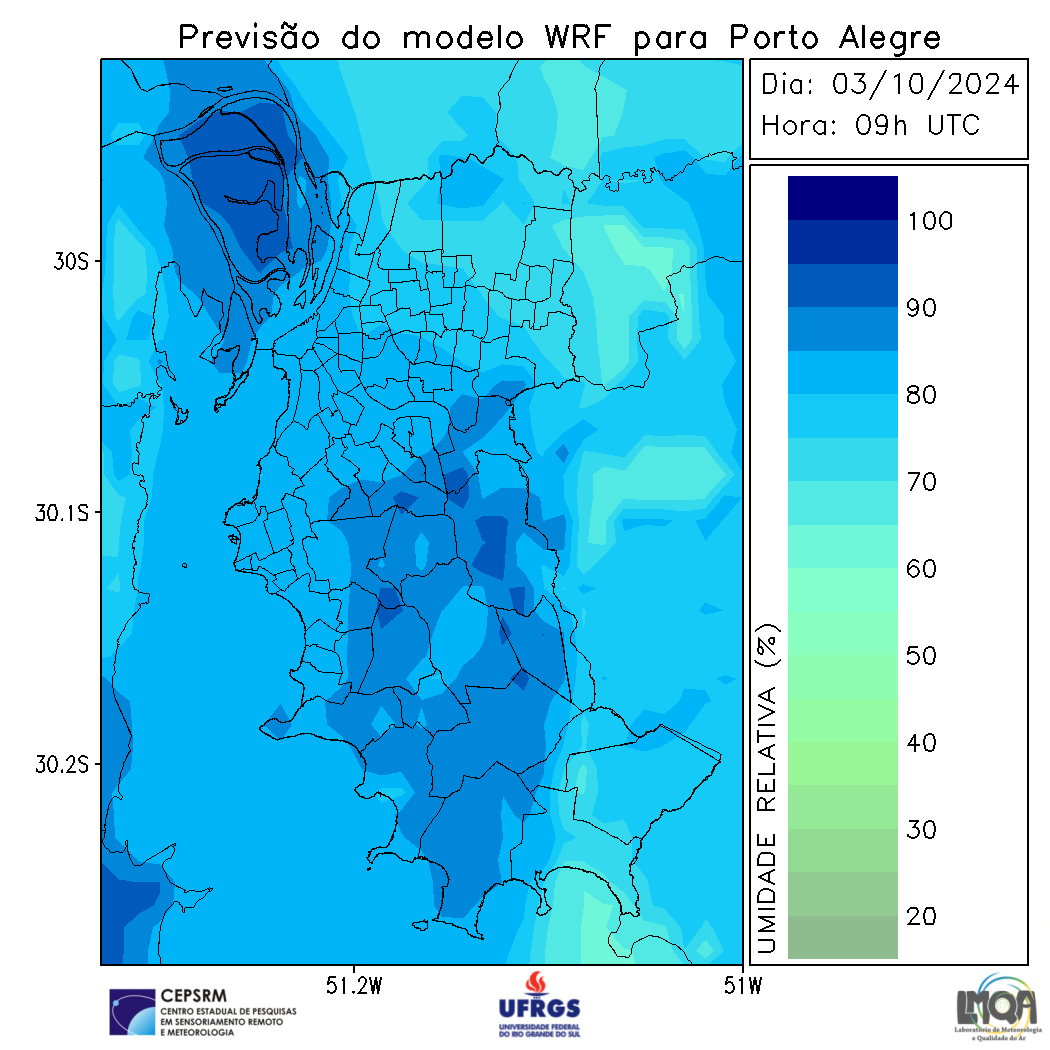 Previsão do modelo WRF para Porto Alegre
Dia: 03/10/2024
Hora: 09h UTC
100
90
80
70
60
50
40
30
20
UMIDADE RELATIVA (%)
30S
30.1S
30.2S
51.2W
51W
CEPSRM
CENTRO ESTADUAL DE PESQUISAS
EM SENSORIAMENTO REMOTO
E METEOROLOGIA
UFRGS
UNIVERSIDADE FEDERAL
DO RIO GRANDE DO SUL
LMQA
Laboratório de Meteorologia
e Qualidade do Ar